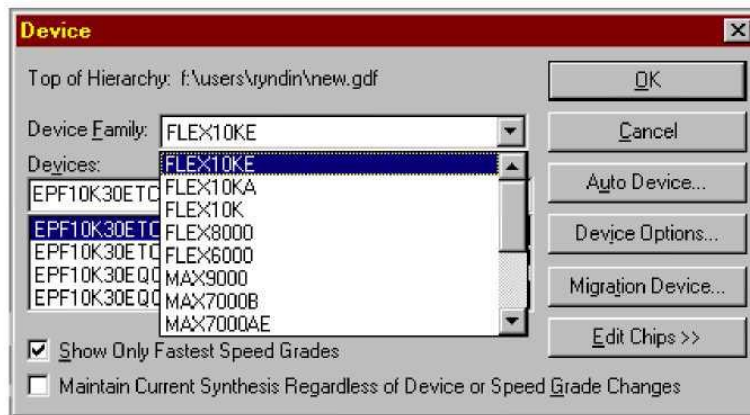 Device
Top of Hierarchy: f:\users\ryndin\new.gdf
OK
Device Family: FLEX10KE
Cancel
Devices:
EPF10K30ETC
EPF10K30ETC
EPF10K30ETC
EPF10K30EQC
EPF10K30EQC
FLEX10KE
FLEX10KA
FLEX10K
FLEX8000
FLEX6000
MAX9000
MAX7000B
MAX7000AE
Auto Device...
Device Options...
Migration Device...
Edit Chips >>
Show Only Fastest Speed Grades
Maintain Current Synthesis Regardless of Device or Speed Grade Changes